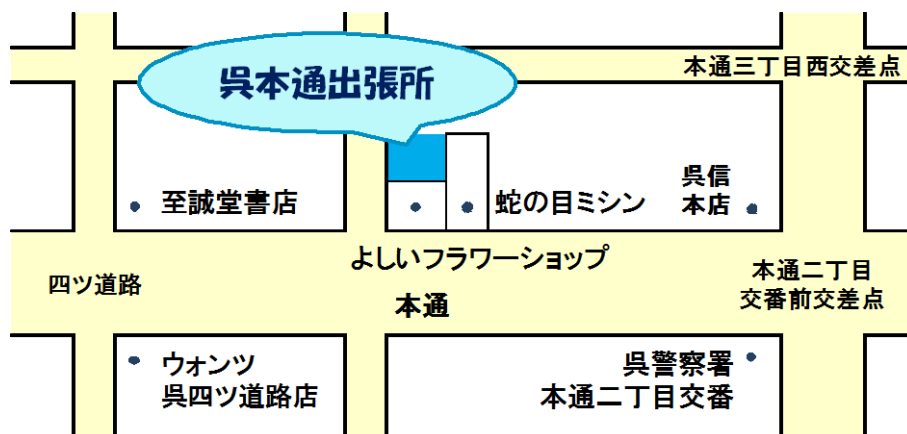 本通三丁目西交差点
呉本通出張所
至誠堂書店
蛇の目ミシン
呉信
本店
よしいフラワーショップ
四ツ道路
本通
本通二丁目
交番前交差点
ウォンツ
呉四ツ道路店
呉警察署
本通二丁目交番